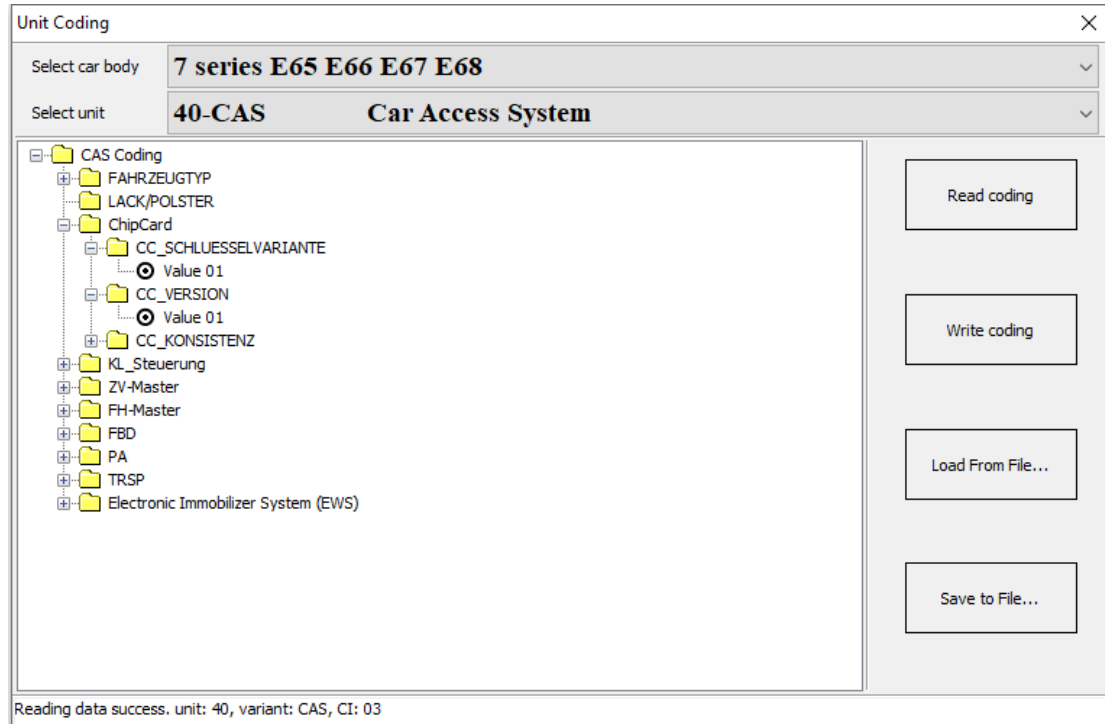 Unit Coding
Select car body 7 series E65 E66 E67 E68
Select unit 40-CAS Car Access System
CAS Coding
FAHRZEUGTYP
LACK/POLSTER
ChipCard
CC_SCHLUESSELVARIANTE
Value 01
CC_VERSION
Value 01
CC_KONSISTENZ
KL_Steuerung
ZV-Master
FH-Master
FBD
PA
TRSP
Electronic Immobilizer System (EWS)
Read coding
Write coding
Load From File...
Save to File...
Reading data success. unit: 40, variant: CAS, CI: 03